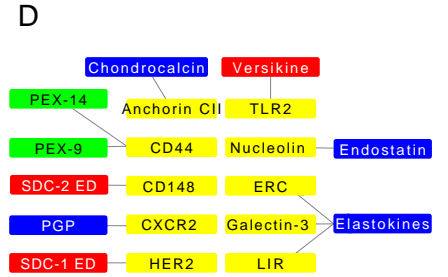 D
Chondrocalcin Versikine
PEX-14 Anchorin CII TLR2
PEX-9 CD44 Nucleolin Endostatin
SDC-2 ED CD148 ERC
PGP CXCR2 Galectin-3 Elastokines
SDC-1 ED HER2 LIR